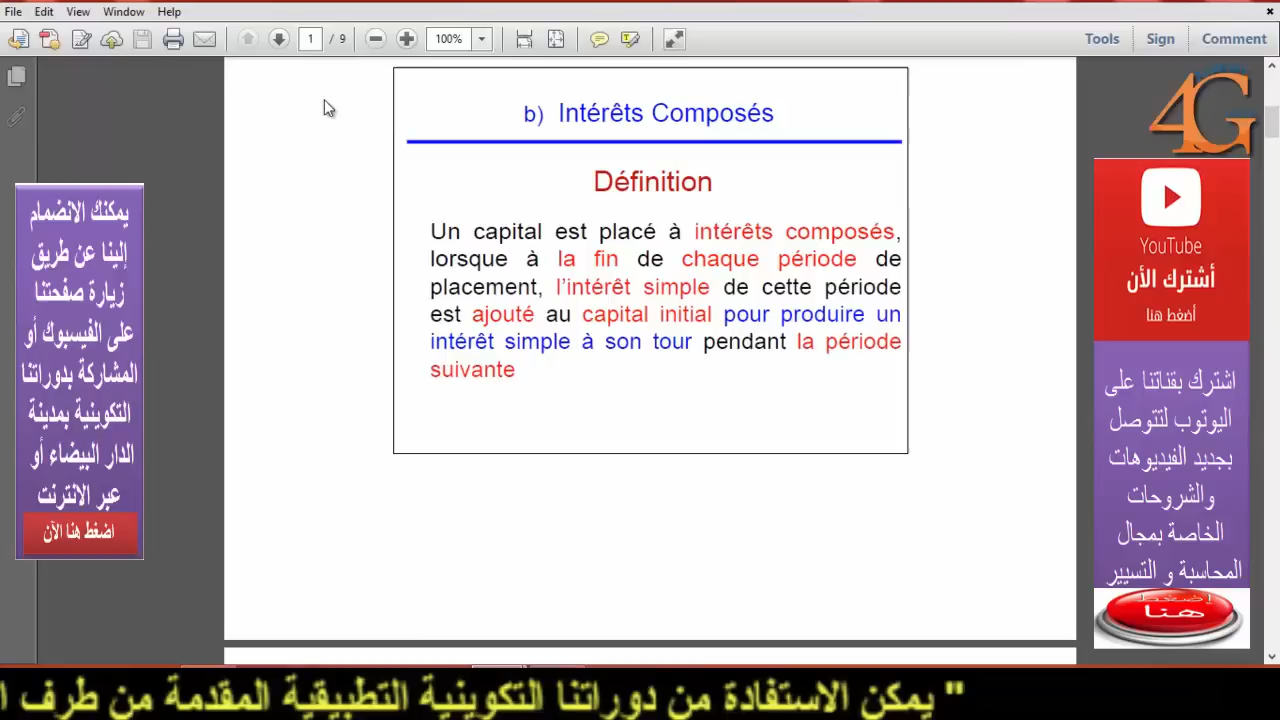 File Edit View Window Help
1 / 9 100% Tools Sign Comment
b) Intérêts Composés
Définition
Un capital est placé à intérêts composés,
lorsque à la fin de chaque période de
placement, l’intérêt simple de cette période
est ajouté au capital initial pour produire un
intérêt simple à son tour pendant la période
suivante
يمكنك الانضمام
إلينا عن طريق
زيارة صفحتنا
على الفيسبوك أو
المشاركة بدوراتنا
التكوينية بمدينة
الدار البيضاء أو
عبر الانترنت
اضغط هنا الآن
4G
YouTube
أشترك الأن
أضغط هنا
اشترك بقناتنا على
اليوتوب لتتوصل
بجديد الفيديوهات
والشروحات
الخاصة بمجال
المحاسبة و التسيير
إضغط
هنا
" يمكن الاستفادة من دوراتنا التكوينية التطبيقية المقدمة من طرف ا